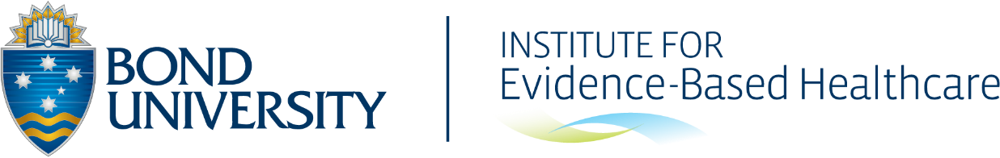 BOND
UNIVERSITY
INSTITUTE FOR
Evidence-Based Healthcare